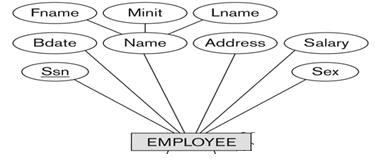 Fname Minit Lname
Bdate Name Address Salary
Ssn Sex
EMPLOYEE